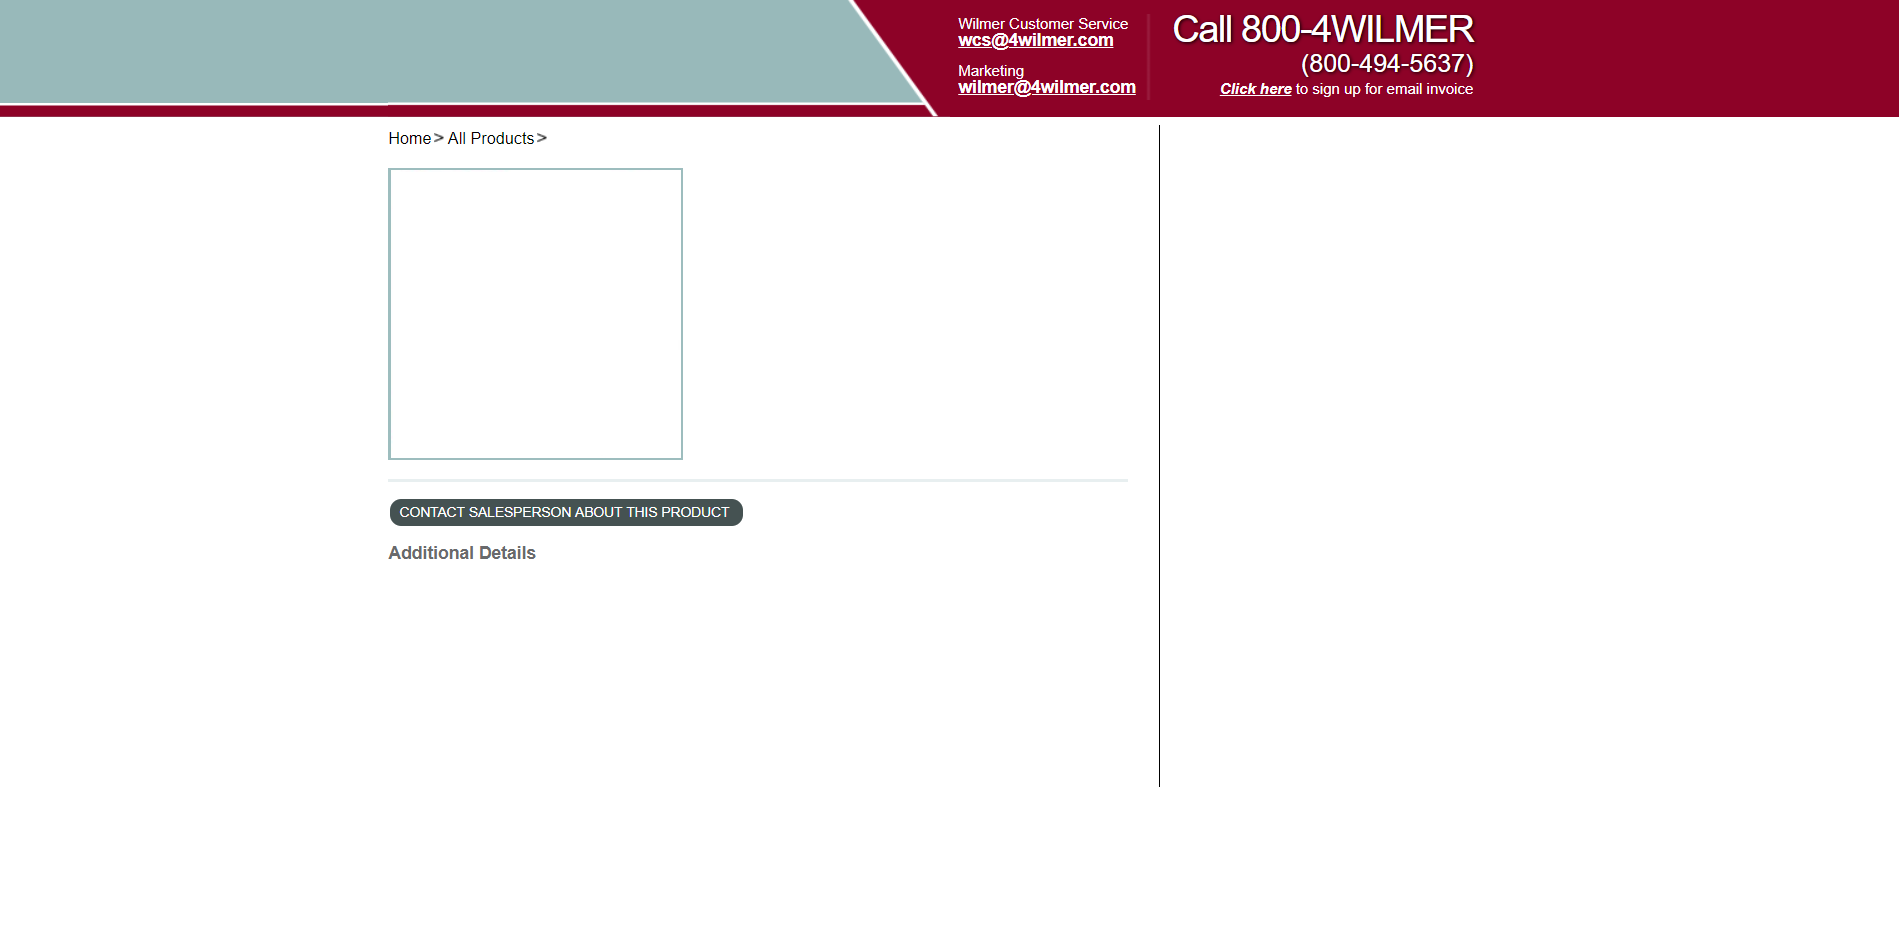 Wilmer Customer Service
wcs@4wilmer.com
Marketing
wilmer@4wilmer.com
Call 800-4WILMER
(800-494-5637)
Click here to sign up for email invoice
Home > All Products >
CONTACT SALESPERSON ABOUT THIS PRODUCT
Additional Details